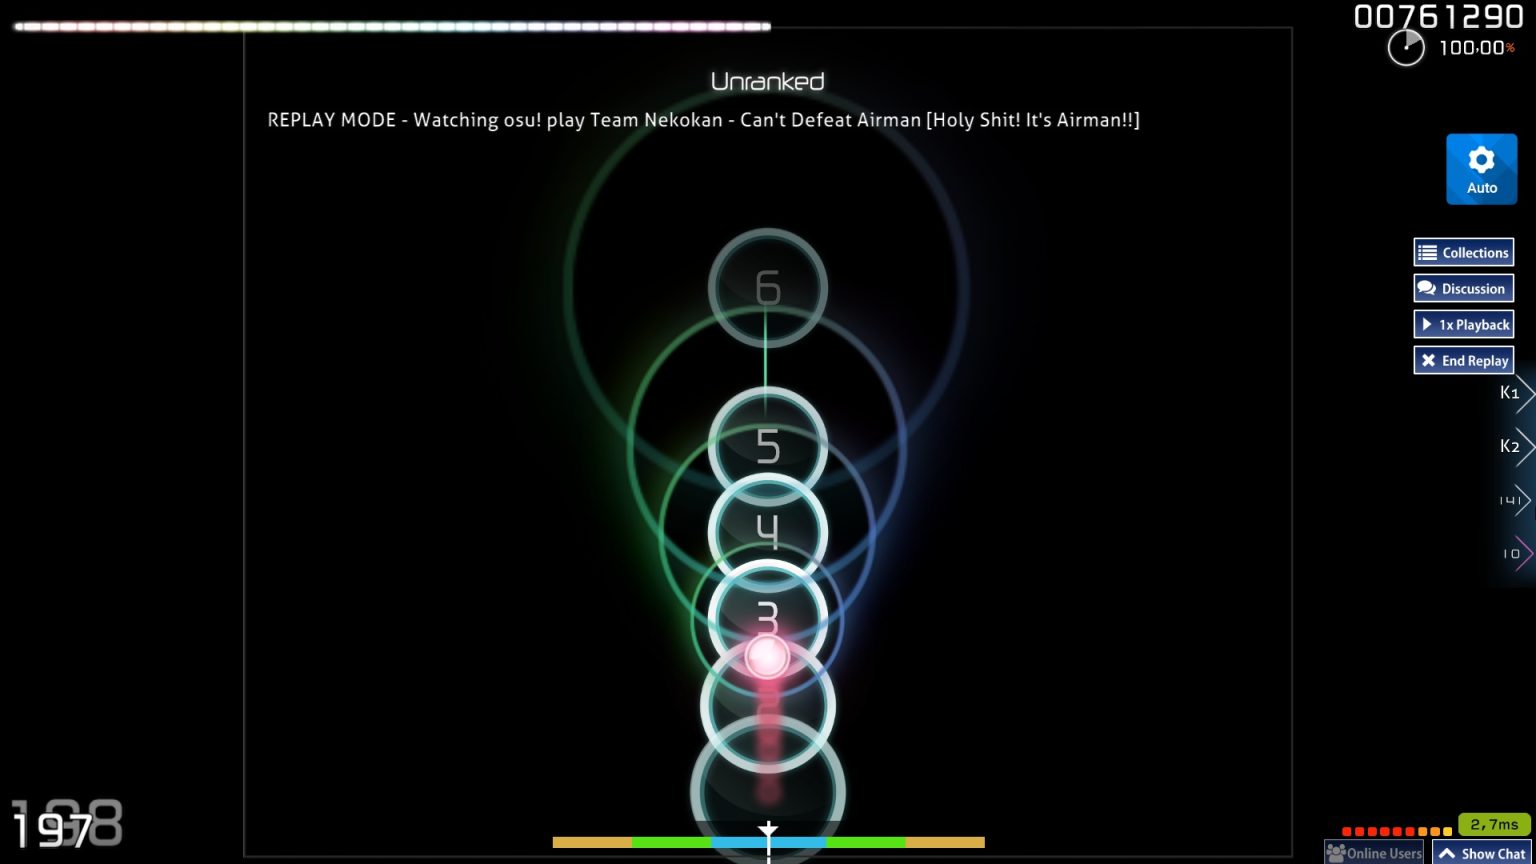 00761290
100,00%
Unranked
REPLAY MODE - Watching osu! play Team Nekokan - Can't Defeat Airman [Holy Shit! It's Airman!!]
Auto
6
Collections
Discussion
1x Playback
End Replay
K1
5
K2
141
4
10
3
2
197
198
2,7ms
Online Users
Show Chat